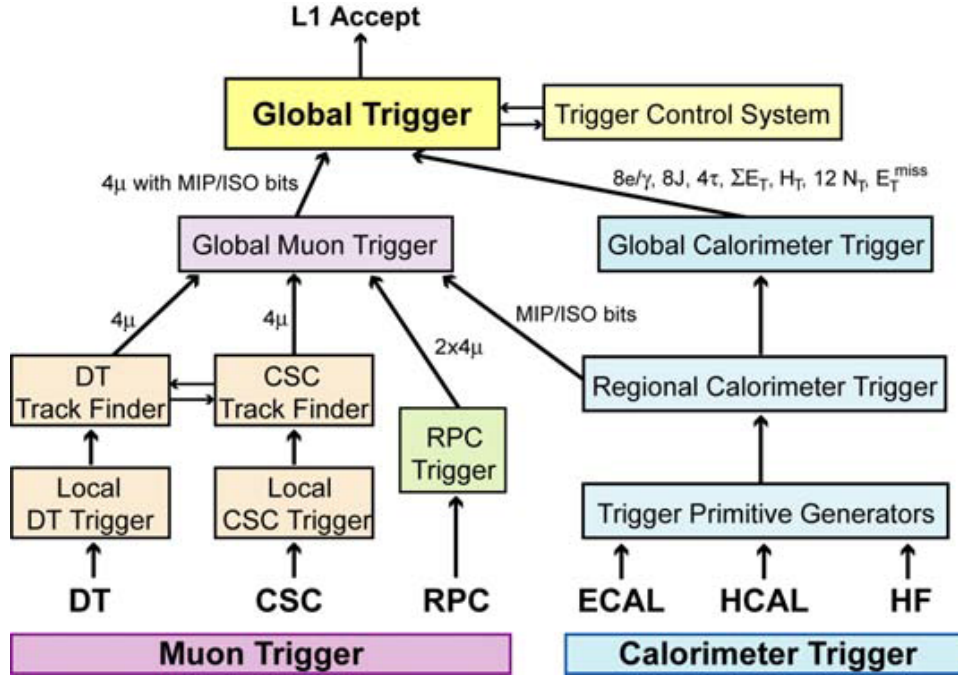 L1 Accept
Global Trigger
Trigger Control System
4μ with MIP/ISO bits
8e/γ, 8J, 4τ, ΣE_T, H_T, 12 N_T, E_T^miss
Global Muon Trigger
Global Calorimeter Trigger
4μ
4μ
2x4μ
MIP/ISO bits
DT
Track Finder
CSC
Track Finder
Regional Calorimeter Trigger
RPC
Trigger
Local
DT Trigger
Local
CSC Trigger
Trigger Primitive Generators
DT
CSC
RPC
ECAL
HCAL
HF
Muon Trigger
Calorimeter Trigger